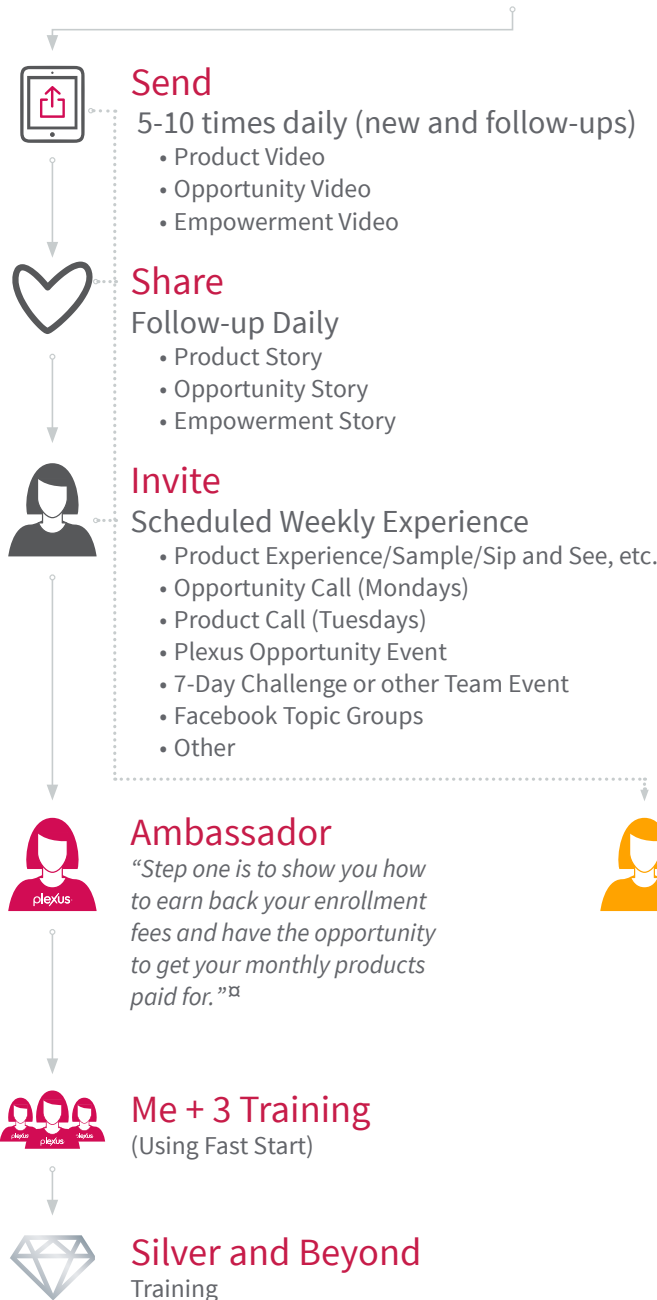 Send
5-10 times daily (new and follow-ups)
• Product Video
• Opportunity Video
• Empowerment Video
Share
Follow-up Daily
• Product Story
• Opportunity Story
• Empowerment Story
Invite
Scheduled Weekly Experience
• Product Experience/Sample/Sip and See, etc.
• Opportunity Call (Mondays)
• Product Call (Tuesdays)
• Plexus Opportunity Event
• 7-Day Challenge or other Team Event
• Facebook Topic Groups
• Other
plexus
Ambassador
“Step one is to show you how
to earn back your enrollment
fees and have the opportunity
to get your monthly products
paid for.”¤
plexus plexus plexus
Me + 3 Training
(Using Fast Start)
Silver and Beyond
Training